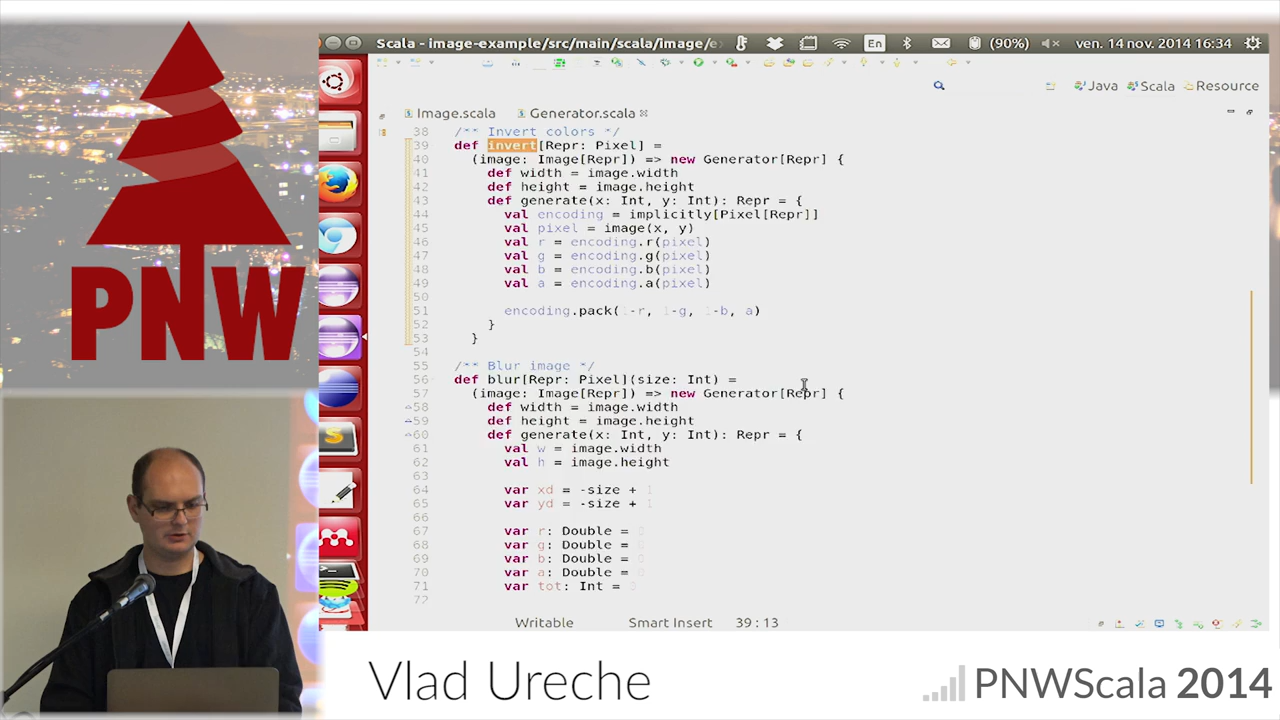 Scala - image-example/src/main/scala/image/e
En
(90%)
ven. 14 nov. 2014 16:34
Java
Scala
Resource
Image.scala
Generator.scala
38 /** Invert colors */
39 def invert[Repr: Pixel] =
40 (image: Image[Repr]) => new Generator[Repr] {
41 def width = image.width
42 def height = image.height
43 def generate(x: Int, y: Int): Repr = {
44 val encoding = implicitly[Pixel[Repr]]
45 val pixel = image(x, y)
46 val r = encoding.r(pixel)
47 val g = encoding.g(pixel)
48 val b = encoding.b(pixel)
49 val a = encoding.a(pixel)
50
51 encoding.pack(1-r, 1-g, 1-b, a)
52 }
53 }
54
55 /** Blur image */
56 def blur[Repr: Pixel](size: Int) =
57 (image: Image[Repr]) => new Generator[Repr] {
58 def width = image.width
59 def height = image.height
60 def generate(x: Int, y: Int): Repr = {
61 val w = image.width
62 val h = image.height
63
64 var xd = -size + 1
65 var yd = -size + 1
66
67 var r: Double = 0
68 var g: Double = 0
69 var b: Double = 0
70 var a: Double = 0
71 var tot: Int = 0
72
Writable
Smart Insert
39 : 13
PNW
Vlad Ureche
PNWScala 2014